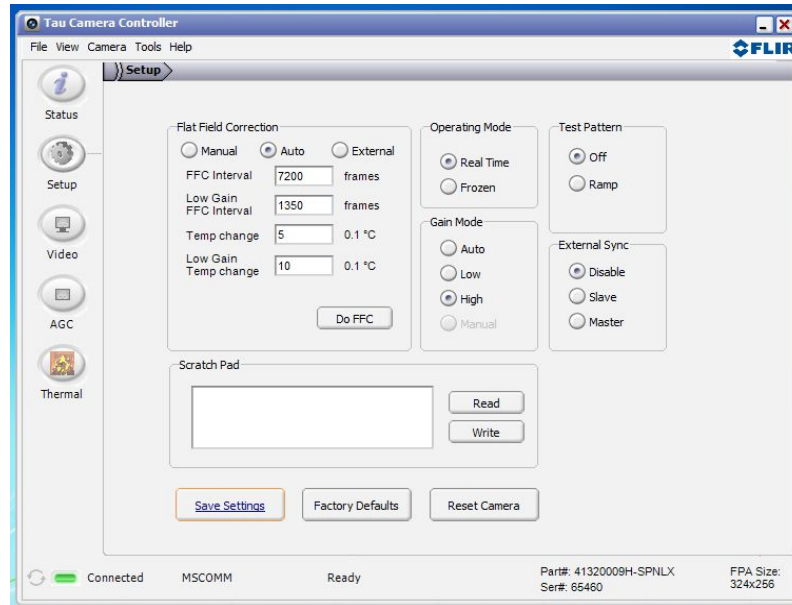 Tau Camera Controller
File View Camera Tools Help
FLIR
Setup
Status
Setup
Video
AGC
Thermal
Flat Field Correction
Manual Auto External
FFC Interval 7200 frames
Low Gain
FFC Interval 1350 frames
Temp change 5 0.1 °C
Low Gain
Temp change 10 0.1 °C
Do FFC
Operating Mode
Real Time
Frozen
Gain Mode
Auto
Low
High
Manual
Test Pattern
Off
Ramp
External Sync
Disable
Slave
Master
Scratch Pad
Read
Write
Save Settings Factory Defaults Reset Camera
Connected MSCOMM Ready
Part#: 41320009H-SPNLX
Ser#: 65460
FPA Size:
324x256